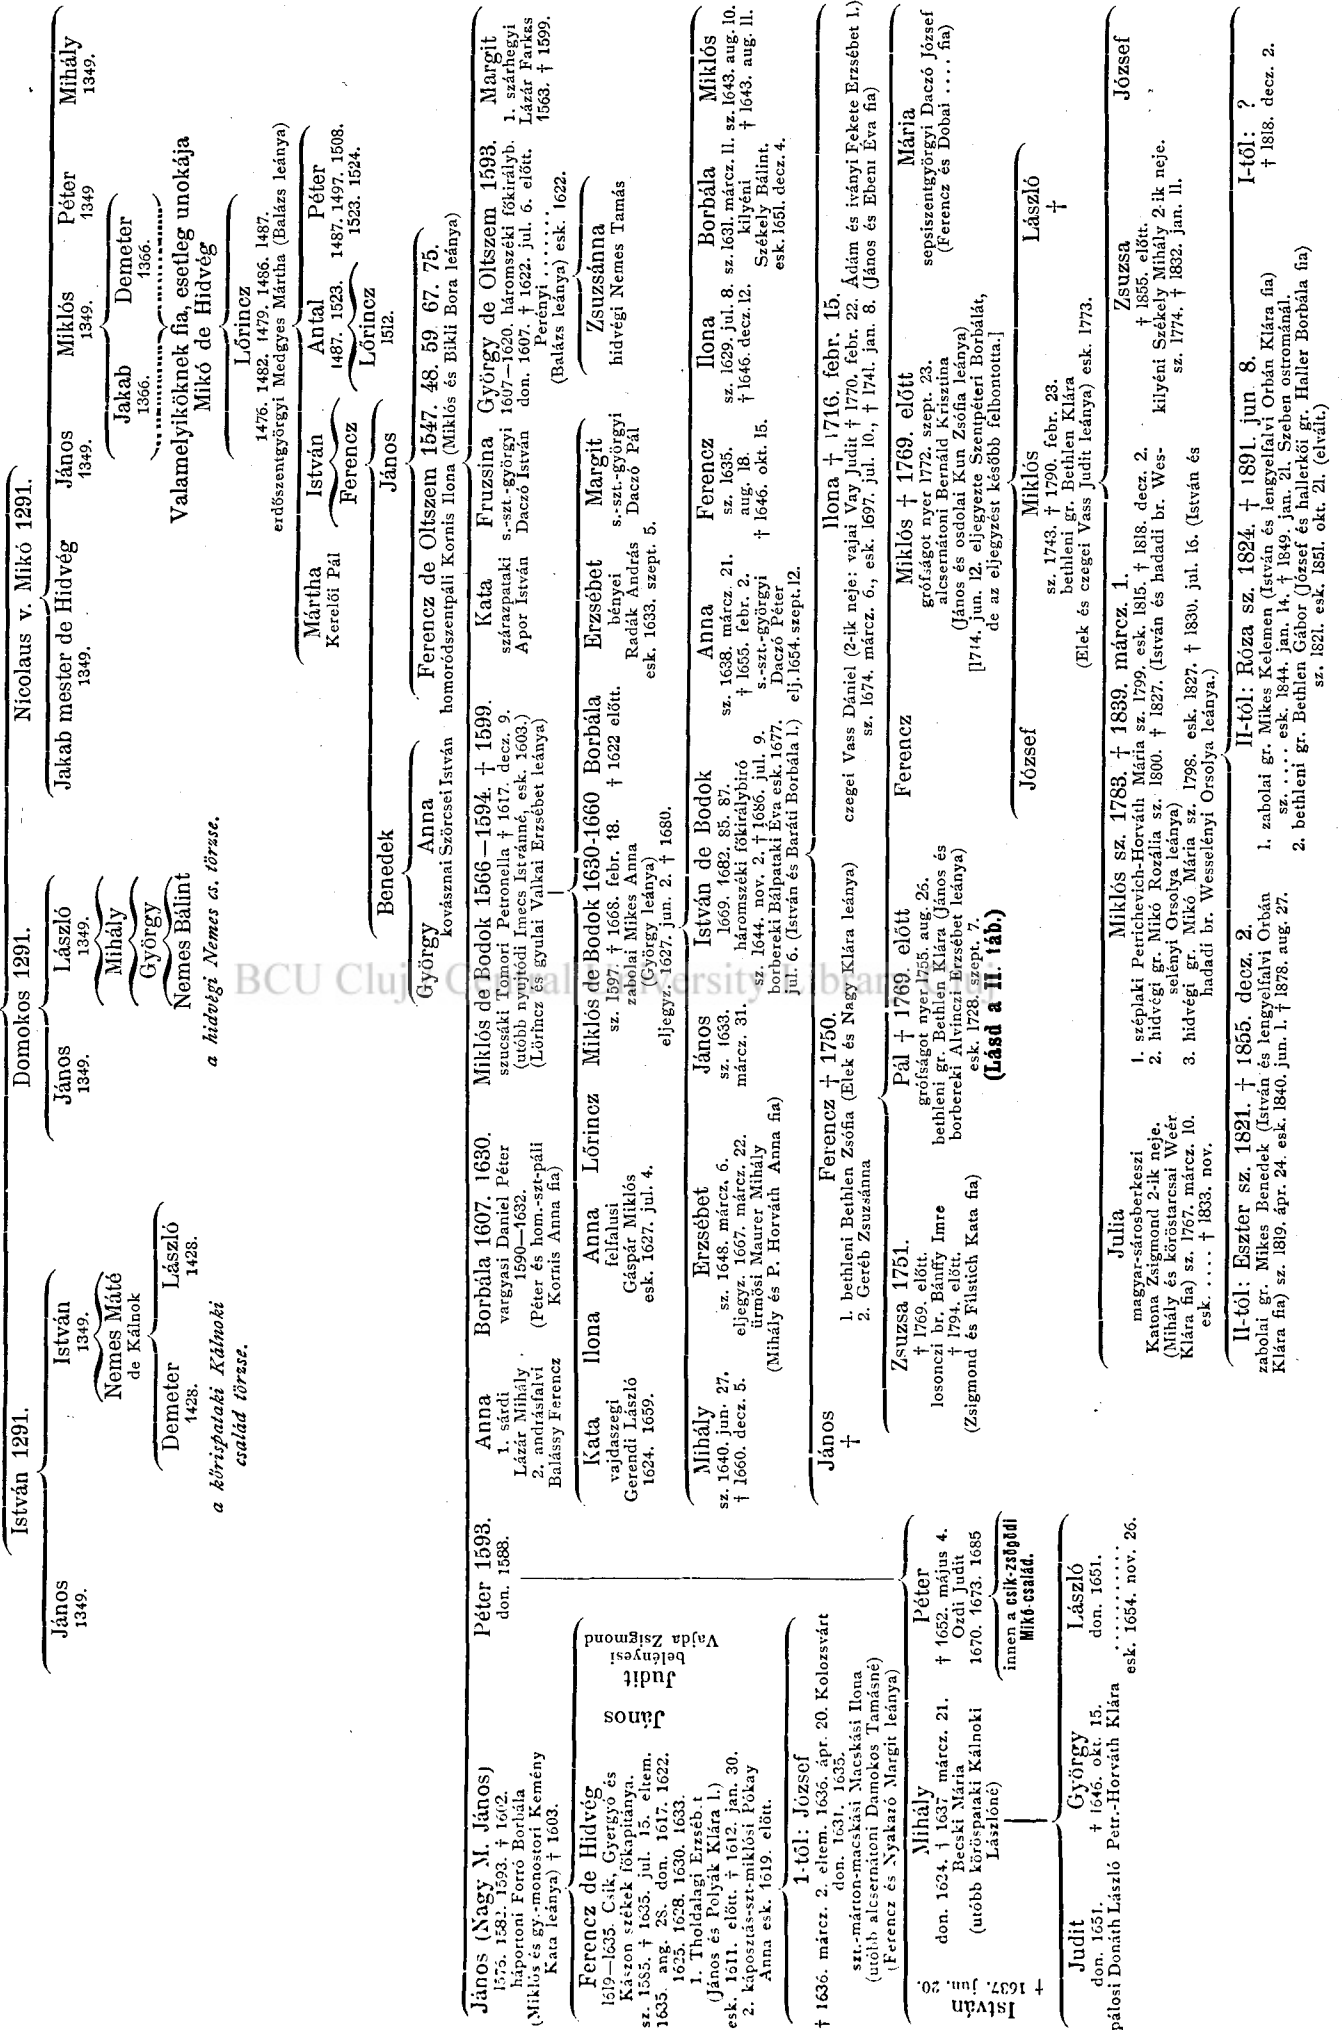 István 1291.
Domokos 1291.
Nicolaus v. Mikó 1291.
János
1349.
István
1349.
János
1349.
László
1349.
Jakab mester de Hidvég
1349.
János
1349.
Miklós
1349.
Péter
1349
Mihály
1349.
Nemes Máté
de Kálnok
Demeter
1428.
László
1428.
a körispataki Kálnoki
család törzse.
Mihály
György
Nemes Bálint
a hidvégi Nemes cs. törzse.
Jakab
1366.
Demeter
1366.
Valamelyiköknek fia, esetleg unokája
Mikó de Hidvég
Lőrincz
1476. 1482. 1479. 1486. 1487.
erdőszentgyörgyi Medgyes Mártha (Balázs leánya)
Mártha
Kerelői Pál
István
Antal
1487. 1523.
Péter
1487. 1497. 1508.
1523. 1524.
Ferencz
Lőrincz
1512.
Benedek
János
György
Anna
kovásznai Szörcsei István
Ferencz de Oltszem 1547. 48. 59. 67. 75.
homoródszentpáli Kornis Ilona (Miklós és Bikli Bora leánya)
János (Nagy M. János)
1576. 1582. 1593. † 1602.
háportoni Forró Borbála
(Miklós és gy.-monostori Kemény
Kata leánya) † 1603.
Péter 1593.
don. 1588.
Anna
1. sárdi
Lázár Mihály
2. andrásfalvi
Balássy Ferencz
Borbála 1607. 1630.
vargyasi Daniel Péter
1590—1632.
(Péter és hom.-szt-páli
Kornis Anna fia)
Miklós de Bodok 1566—1594. † 1599.
szucsáki Tomori Petronella † 1617. decz. 9.
(utóbb nyujtódi Imecs Istvánné, esk. 1603.)
(Lőrincz és gyulai Valkai Erzsébet leánya)
Kata
szárazpataki
Apor István
Fruzsina
s.-szt.-györgyi
Daczó István
György de Oltszem 1593.
1607—1620. háromszéki főkirályb.
don. 1607. † 1622. jul. 6. előtt.
Perényi .......
(Balázs leánya) esk. 1622.
Margit
1. szárhegyi
Lázár Farkas
1563. † 1599.
Ferencz de Hidvég
1619—1635. Csik, Gyergyó és
Kászon székek főkapitánya.
sz. 1585. † 1635. jul. 15. eltem.
1635. aug. 28. don. 1617. 1622.
1625. 1628. 1630. 1633.
1. Tholdalagi Erzsébet
(János és Polyák Klára l.)
esk. 1611. előtt. † 1612. jan. 30.
2. káposztás-szt-miklósi Pókay
Anna esk. 1619. előtt.
János
Judit
belényesi
Vajda Zsigmond
Kata
vajdaszegi
Gerendi László
1624. 1659.
Ilona
Anna
felfalusi
Gáspár Miklós
esk. 1627. jul. 4.
Lőrincz
Miklós de Bodok 1630-1660
sz. 1597. † 1668. febr. 18.
zabolai Mikes Anna
(György leánya)
eljegyz. 1627. jun. 2. † 1680.
Borbála
† 1622 előtt.
Erzsébet
bényei
Radák András
esk. 1633. szept. 5.
Margit
s.-szt-györgyi
Daczó Pál
Zsuzsánna
hidvégi Nemes Tamás
Mihály
sz. 1640. jun. 27.
† 1660. decz. 5.
Erzsébet
sz. 1648. márcz. 6.
eljegyz. 1667. márcz. 22.
ürmösi Maurer Mihály
(Mihály és P. Horváth Anna fia)
János
sz. 1633.
márcz. 31.
István de Bodok
1669. 1682. 85. 87.
háromszéki főkirálybiró
sz. 1644. nov. 2. † 1686. jul. 9.
borbereki Bálpataki Éva esk. 1677.
jul. 6. (István és Baráti Borbála l.)
Anna
sz. 1638. márcz. 21.
† 1655. febr. 2.
s.-szt.-györgyi
Daczó Péter
elj. 1654. szept. 12.
Ferencz
sz. 1635.
aug. 18.
† 1646. okt. 15.
Ilona
sz. 1629. jul. 8.
† 1646. decz. 12.
Borbála
sz. 1631. márcz. 11.
kilyéni
Székely Bálint.
esk. 1651. decz. 4.
Miklós
sz. 1643. aug. 10.
† 1643. aug. 11.
1-től: József
† 1636. márcz. 2. eltem. 1636. ápr. 20. Kolozsvárt
don. 1631. 1635.
szt.-márton-macskási Macskási Ilona
(utóbb alcsernátoni Damokos Tamásné)
(Ferencz és Nyakazó Margit leánya)
János
†
Ferencz † 1750.
1. bethleni Bethlen Zsófia (Elek és Nagy Klára leánya)
2. Geréb Zsuzsánna
Ilona † 1716. febr. 15.
czegei Vass Dániel (2-ik neje: vajai Vay Judit † 1770. febr. 22. Ádám és iványi Fekete Erzsébet l.)
sz. 1674. márcz. 6., esk. 1697. jul. 10., † 1741. jan. 8. (János és Ebeni Éva fia)
István
† 1637. jun. 20.
Mihály
don. 1624. † 1637 márcz. 21.
Becski Mária
(utóbb köröspataki Kálnoki
Lászlóné)
Péter
† 1652. május 4.
Ozdi Judit
1670. 1673. 1685
innen a csik-zsögödi
Mikó-család.
Zsuzsa 1751.
† 1769. előtt.
losonczi br. Bánffy Imre
† 1794. előtt.
(Zsigmond és Filstich Kata fia)
Pál † 1769. előtt
grófságot nyer 1755. aug. 26.
bethleni gr. Bethlen Klára (János és
borbereki Alvinczi Erzsébet leánya)
esk. 1728. szept. 7.
(Lásd a II. táb.)
Ferencz
Miklós † 1769. előtt
grófságot nyer 1772. szept. 23.
alcsernátoni Bernáld Krisztina
(János és osdolai Kun Zsófia leánya)
[1714. jun. 12. eljegyezte Szentpéteri Borbálát,
de az eljegyzést később felbontotta.]
Mária
sepsiszentgyörgyi Daczó József
(Ferencz és Dobai .... fia)
József
Miklós
sz. 1743. † 1790. febr. 23.
bethleni gr. Bethlen Klára
(Elek és czegei Vass Judit leánya) esk. 1773.
László
†
Judit
don. 1651.
pálosi Donáth László
György
† 1646. okt. 15.
Petr.-Horváth Klára
László
don. 1651.
..........
esk. 1654. nov. 26.
Julia
magyar-sárosberkeszi
Katona Zsigmond 2-ik neje.
(Mihály és köröstarcsai Weér
Klára fia) sz. 1767. márcz. 10.
esk. .... † 1833. nov.
Miklós sz. 1785. † 1839. márcz. 1.
1. széplaki Petrichevich-Horváth Mária sz. 1799. esk. 1815. † 1818. decz. 2.
2. hidvégi gr. Mikó Rozália sz. 1800. † 1827. (István és hadadi br. Wes-
selényi Orsolya leánya)
3. hidvégi gr. Mikó Mária sz. 1798. esk. 1827. † 1830. jul. 16. (István és
hadadi br. Wesselényi Orsolya leánya.)
Zsuzsa
† 1855. előtt.
kilyéni Székely Mihály 2-ik neje.
sz. 1774. † 1832. jan. 11.
József
II-tól: Eszter sz. 1821. † 1855. decz. 2.
zabolai gr. Mikes Benedek (István és lengyelfalvi Orbán
Klára fia) sz. 1819. ápr. 24. esk. 1840. jun. 1. † 1878. aug. 27.
II-tól: Róza sz. 1824. † 1891. jun 8.
1. zabolai gr. Mikes Kelemen (István és lengyelfalvi Orbán Klára fia)
sz. ..... esk. 1844. jan. 14. † 1849. jan. 21. Szeben ostrománál.
2. bethleni gr. Bethlen Gábor (József és hallerkői gr. Haller Borbála fia)
sz. 1821. esk. 1851. okt. 21. (elvált.)
I-től: ?
† 1818. decz. 2.
BCU Cluj / Central University Library Cluj